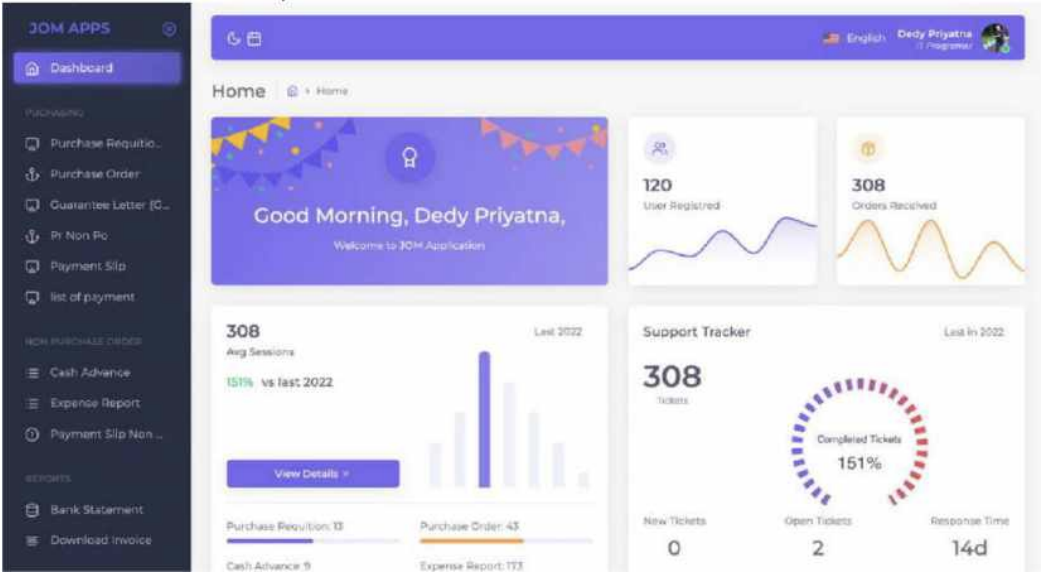 JOM APPS
Dashboard
PUCHASING
Purchase Requitio...
Purchase Order
Guarantee Letter (G...
Pr Non Po
Payment Slip
list of payment
NON PURCHASE ORDER
Cash Advance
Expense Report
Payment Slip Non ...
REPORTS
Bank Statement
Download Invoice
English
Dedy Priyatna
IT Programer
Home
Home
Good Morning, Dedy Priyatna,
Welcome to JOM Application
120
User Registred
308
Orders Received
308
Last 2022
Avg Sessions
151% vs last 2022
View Details »
Purchase Requition: 13
Purchase Order: 43
Cash Advance: 9
Expense Report: 173
Support Tracker
Last in 2022
308
Tickets
Completed Tickets
151%
New Tickets
Open Tickets
Response Time
0
2
14d